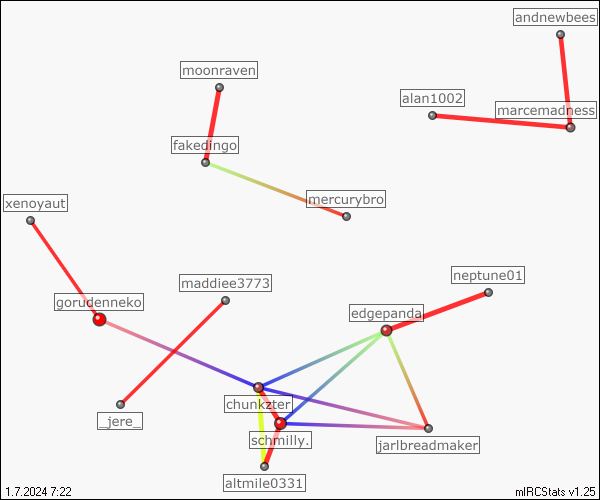 andnewbees
moonraven
alan1002
marcemadness
fakedingo
xenoyaut
mercurybro
maddiee3773
neptune01
gorudenneko
edgepanda
chunkzter
_jere_
schmilly.
jarlbreadmaker
altmile0331
1.7.2024 7:22
mIRCStats v1.25